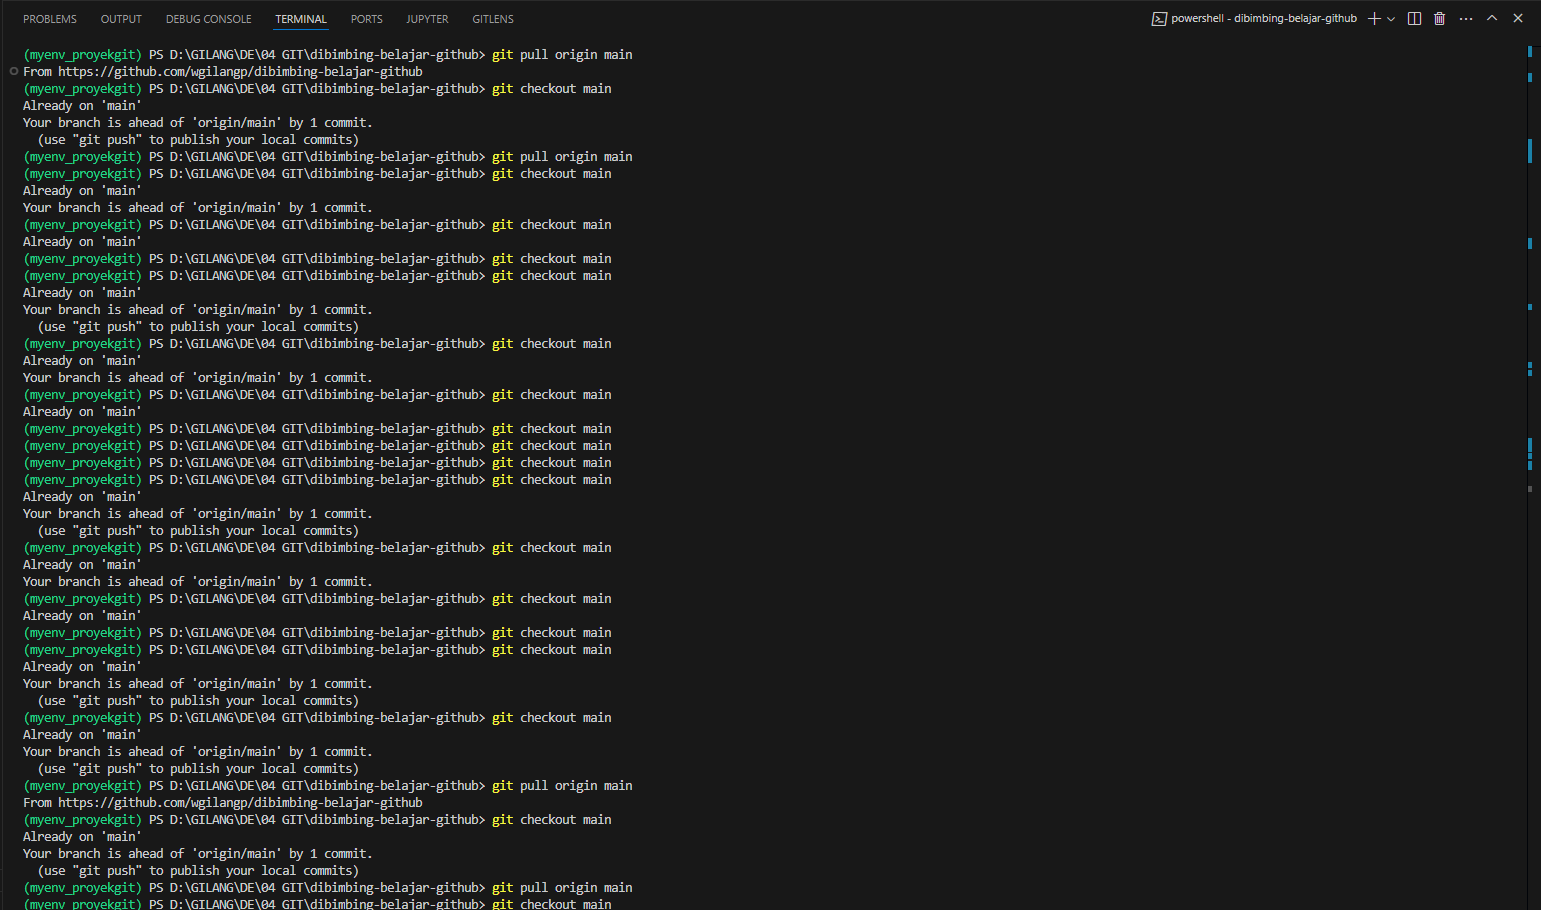 PROBLEMS OUTPUT DEBUG CONSOLE TERMINAL PORTS JUPYTER GITLENS powershell - dibimbing-belajar-github
(myenv_proyekgit) PS D:\GILANG\DE\04 GIT\dibimbing-belajar-github> git pull origin main
From https://github.com/wgilangp/dibimbing-belajar-github
(myenv_proyekgit) PS D:\GILANG\DE\04 GIT\dibimbing-belajar-github> git checkout main
Already on 'main'
Your branch is ahead of 'origin/main' by 1 commit.
(use "git push" to publish your local commits)
(myenv_proyekgit) PS D:\GILANG\DE\04 GIT\dibimbing-belajar-github> git pull origin main
(myenv_proyekgit) PS D:\GILANG\DE\04 GIT\dibimbing-belajar-github> git checkout main
Already on 'main'
Your branch is ahead of 'origin/main' by 1 commit.
(myenv_proyekgit) PS D:\GILANG\DE\04 GIT\dibimbing-belajar-github> git checkout main
Already on 'main'
(myenv_proyekgit) PS D:\GILANG\DE\04 GIT\dibimbing-belajar-github> git checkout main
(myenv_proyekgit) PS D:\GILANG\DE\04 GIT\dibimbing-belajar-github> git checkout main
Already on 'main'
Your branch is ahead of 'origin/main' by 1 commit.
(use "git push" to publish your local commits)
(myenv_proyekgit) PS D:\GILANG\DE\04 GIT\dibimbing-belajar-github> git checkout main
Already on 'main'
Your branch is ahead of 'origin/main' by 1 commit.
(myenv_proyekgit) PS D:\GILANG\DE\04 GIT\dibimbing-belajar-github> git checkout main
Already on 'main'
(myenv_proyekgit) PS D:\GILANG\DE\04 GIT\dibimbing-belajar-github> git checkout main
(myenv_proyekgit) PS D:\GILANG\DE\04 GIT\dibimbing-belajar-github> git checkout main
(myenv_proyekgit) PS D:\GILANG\DE\04 GIT\dibimbing-belajar-github> git checkout main
(myenv_proyekgit) PS D:\GILANG\DE\04 GIT\dibimbing-belajar-github> git checkout main
Already on 'main'
Your branch is ahead of 'origin/main' by 1 commit.
(use "git push" to publish your local commits)
(myenv_proyekgit) PS D:\GILANG\DE\04 GIT\dibimbing-belajar-github> git checkout main
Already on 'main'
Your branch is ahead of 'origin/main' by 1 commit.
(myenv_proyekgit) PS D:\GILANG\DE\04 GIT\dibimbing-belajar-github> git checkout main
Already on 'main'
(myenv_proyekgit) PS D:\GILANG\DE\04 GIT\dibimbing-belajar-github> git checkout main
(myenv_proyekgit) PS D:\GILANG\DE\04 GIT\dibimbing-belajar-github> git checkout main
Already on 'main'
Your branch is ahead of 'origin/main' by 1 commit.
(use "git push" to publish your local commits)
(myenv_proyekgit) PS D:\GILANG\DE\04 GIT\dibimbing-belajar-github> git checkout main
Already on 'main'
Your branch is ahead of 'origin/main' by 1 commit.
(use "git push" to publish your local commits)
(myenv_proyekgit) PS D:\GILANG\DE\04 GIT\dibimbing-belajar-github> git pull origin main
From https://github.com/wgilangp/dibimbing-belajar-github
(myenv_proyekgit) PS D:\GILANG\DE\04 GIT\dibimbing-belajar-github> git checkout main
Already on 'main'
Your branch is ahead of 'origin/main' by 1 commit.
(use "git push" to publish your local commits)
(myenv_proyekgit) PS D:\GILANG\DE\04 GIT\dibimbing-belajar-github> git pull origin main
(myenv_proyekgit) PS D:\GILANG\DE\04 GIT\dibimbing-belajar-github> git checkout main